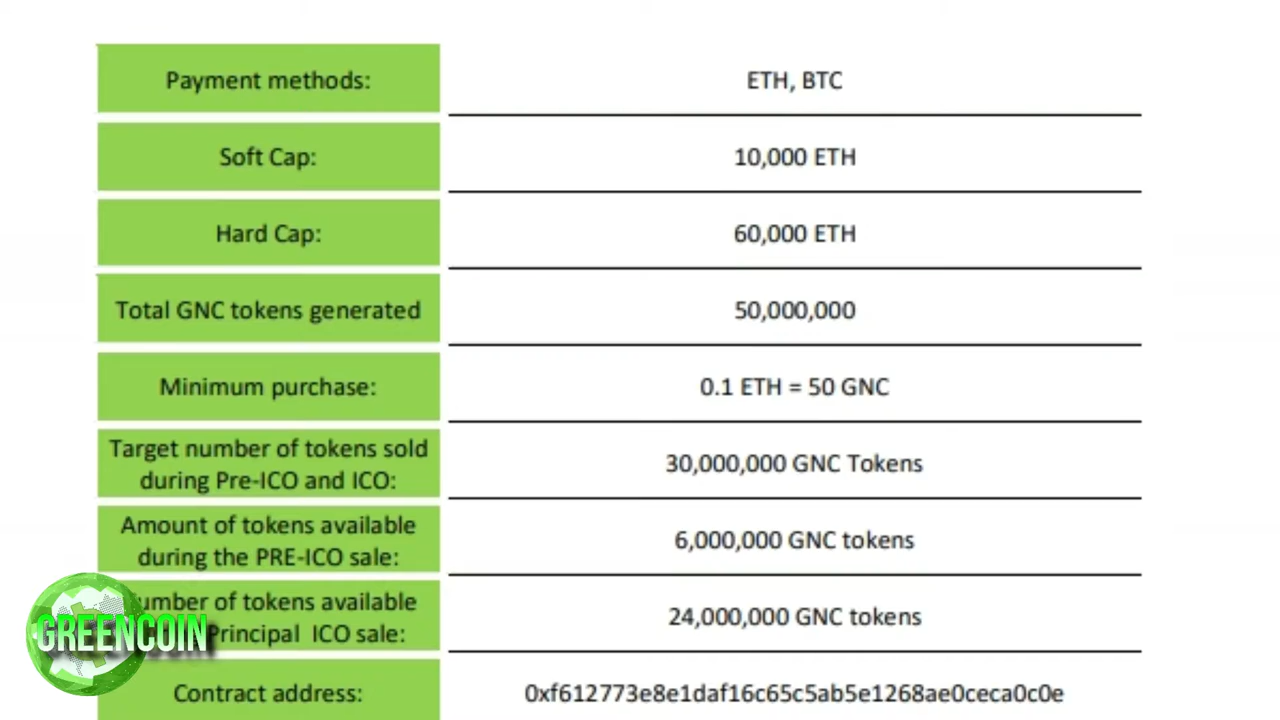 Payment methods:
ETH, BTC
Soft Cap:
10,000 ETH
Hard Cap:
60,000 ETH
Total GNC tokens generated
50,000,000
Minimum purchase:
0.1 ETH = 50 GNC
Target number of tokens sold
during Pre-ICO and ICO:
30,000,000 GNC Tokens
Amount of tokens available
during the PRE-ICO sale:
6,000,000 GNC tokens
of tokens available
Principal ICO sale:
24,000,000 GNC tokens
Contract address:
0xf612773e8e1daf16c65c5ab5e1268ae0ceca0c0e
GREENCOIN